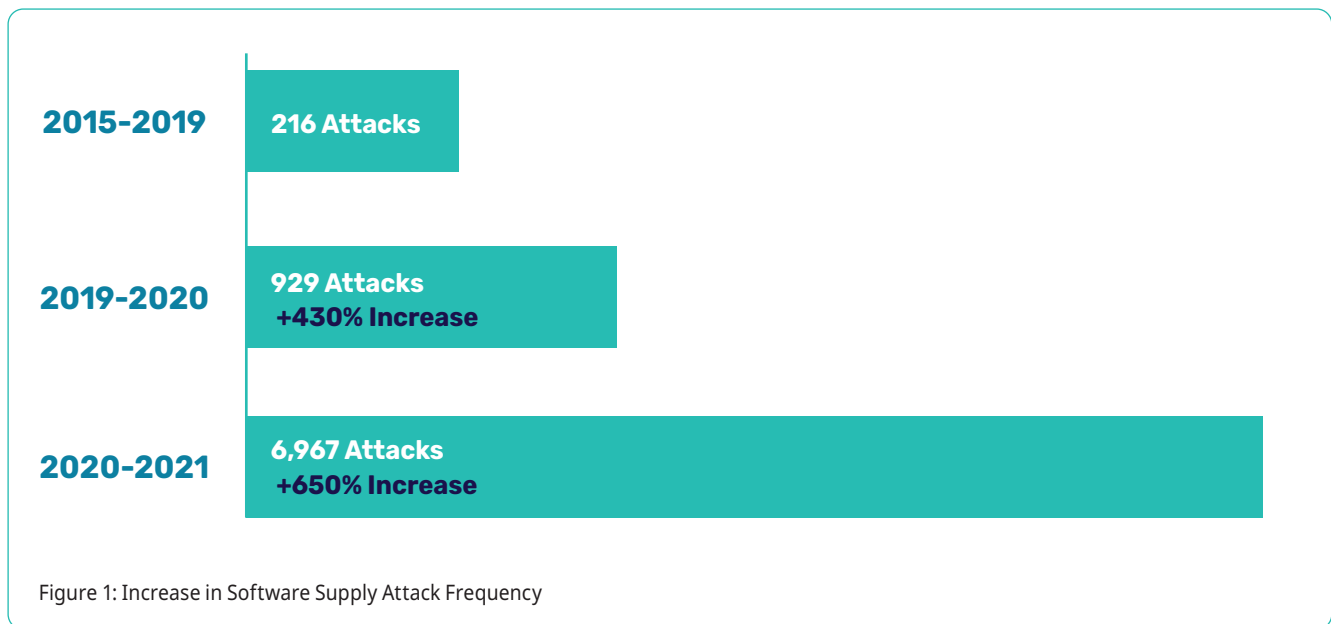 2015-2019
216 Attacks
2019-2020
929 Attacks
+430% Increase
2020-2021
6,967 Attacks
+650% Increase
Figure 1: Increase in Software Supply Attack Frequency